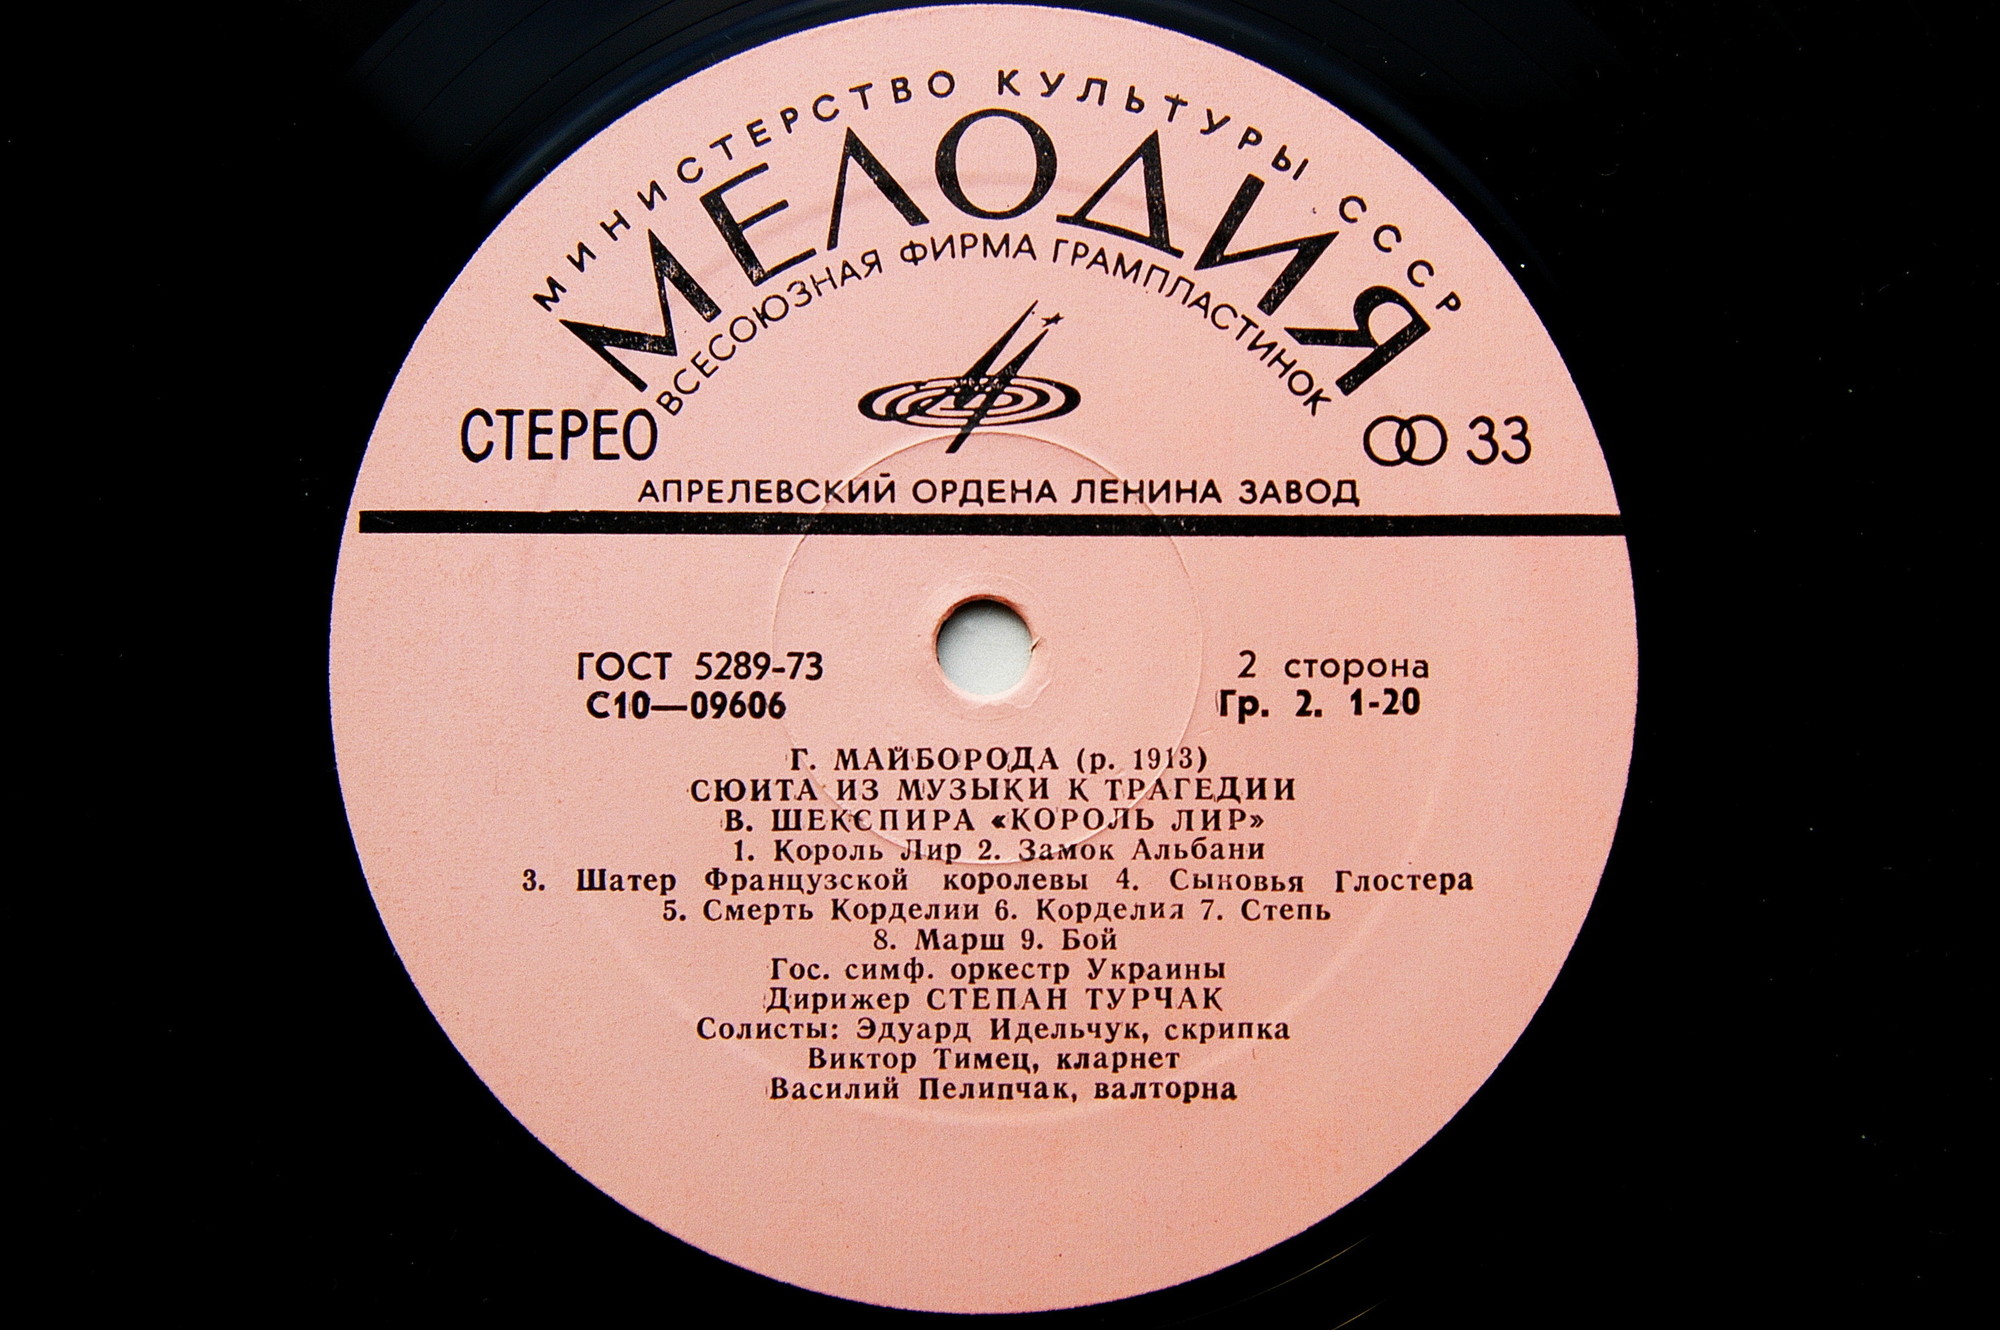 МИНИСТЕРСТВО КУЛЬТУРЫ СССР
МЕЛОДИЯ
ВСЕСОЮЗНАЯ ФИРМА ГРАМПЛАСТИНОК
СТЕРЕО 33
АПРЕЛЕВСКИЙ ОРДЕНА ЛЕНИНА ЗАВОД
ГОСТ 5289-73 2 сторона
С10—09606 Гр. 2. 1-20
Г. МАЙБОРОДА (р. 1913)
СЮИТА ИЗ МУЗЫКИ К ТРАГЕДИИ
В. ШЕКСПИРА «КОРОЛЬ ЛИР»
1. Король Лир 2. Замок Альбани
3. Шатер Французской королевы 4. Сыновья Глостера
5. Смерть Корделии 6. Корделия 7. Степь
8. Марш 9. Бой
Гос. симф. оркестр Украины
Дирижер СТЕПАН ТУРЧАК
Солисты: Эдуард Идельчук, скрипка
Виктор Тимец, кларнет
Василий Пелипчак, валторна